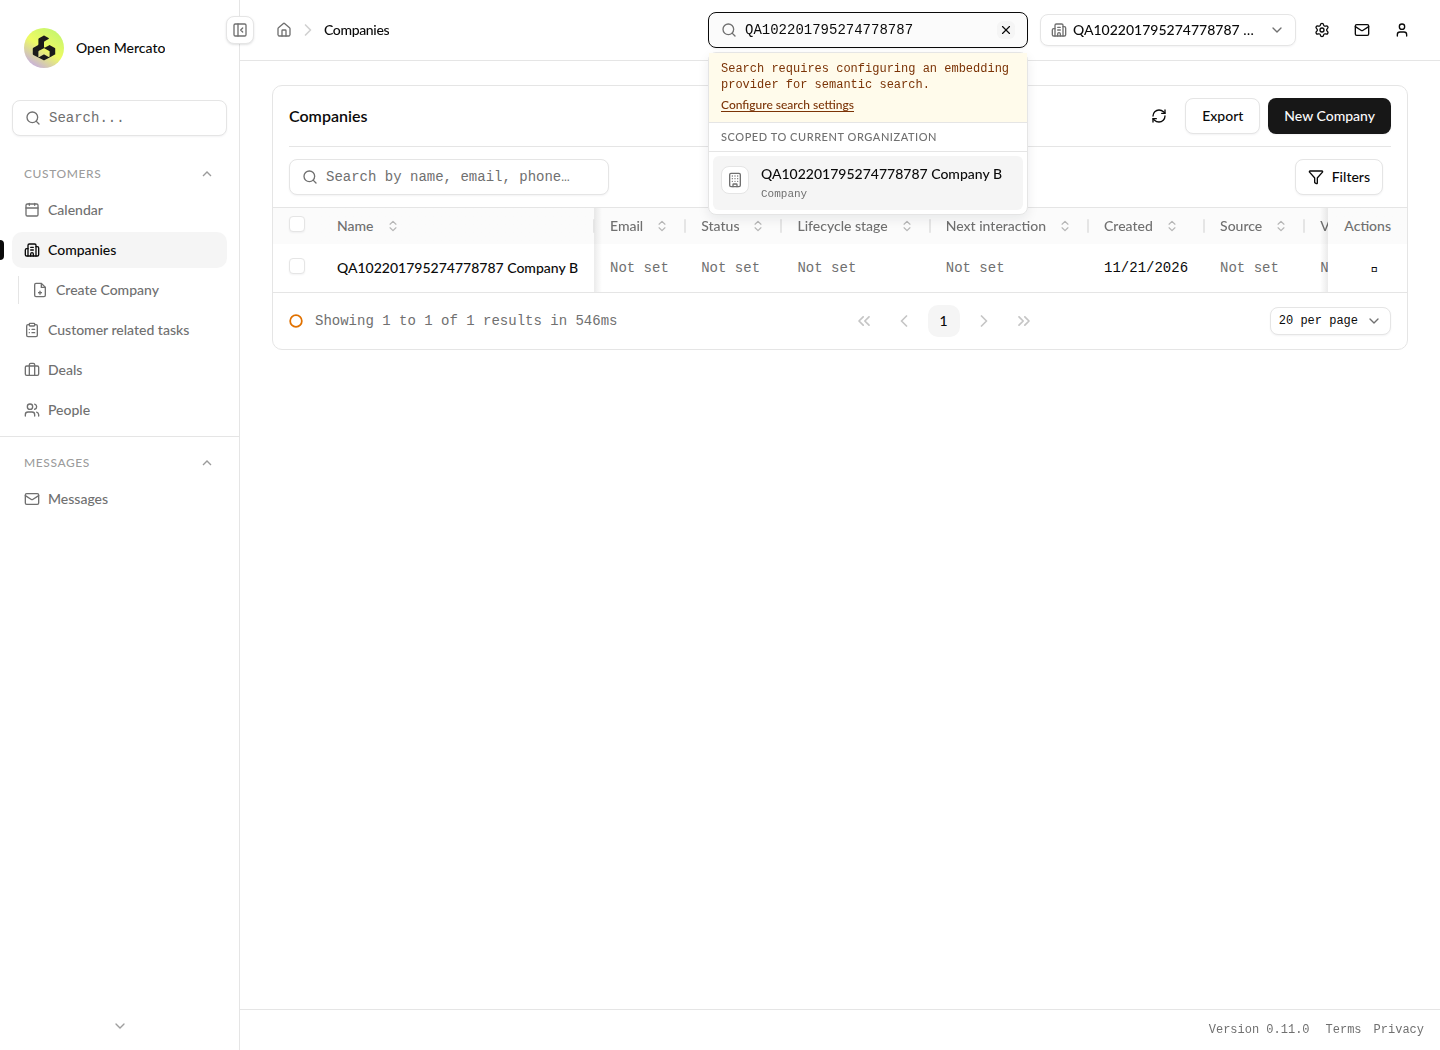 Open Mercato
Search...
CUSTOMERS
Calendar
Companies
Create Company
Customer related tasks
Deals
People
MESSAGES
Messages
Companies
QA102201795274778787
QA102201795274778787 ...
Search requires configuring an embedding
provider for semantic search.
Configure search settings
SCOPED TO CURRENT ORGANIZATION
QA102201795274778787 Company B
Company
Companies
Export
New Company
Search by name, email, phone…
Filters
Name Email Status Lifecycle stage Next interaction Created Source V Actions
QA102201795274778787 Company B Not set Not set Not set Not set 11/21/2026 Not set N
Showing 1 to 1 of 1 results in 546ms
1
20 per page
Version 0.11.0 Terms Privacy